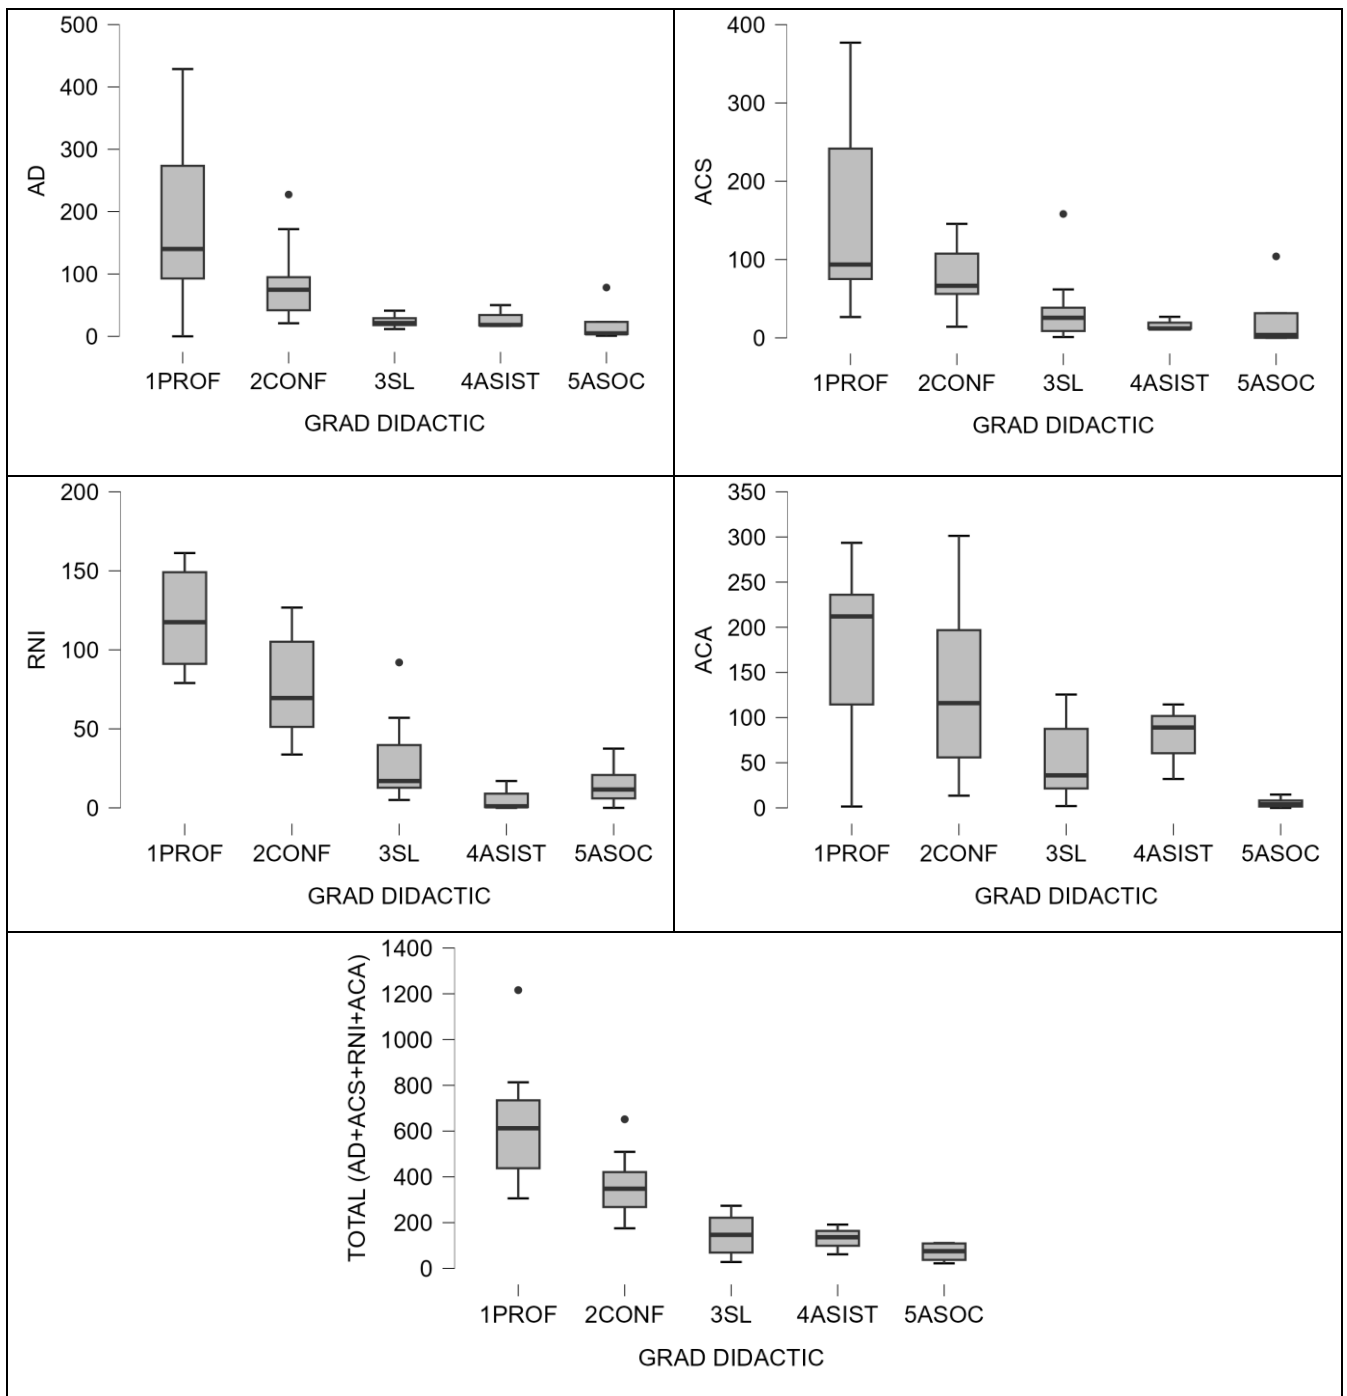 500
400
300
200
100
0
AD
1PROF 2CONF 3SL 4ASIST 5ASOC
GRAD DIDACTIC
400
300
200
100
0
ACS
1PROF 2CONF 3SL 4ASIST 5ASOC
GRAD DIDACTIC
200
150
100
50
0
RNI
1PROF 2CONF 3SL 4ASIST 5ASOC
GRAD DIDACTIC
350
300
250
200
150
100
50
0
ACA
1PROF 2CONF 3SL 4ASIST 5ASOC
GRAD DIDACTIC
1400
1200
1000
800
600
400
200
0
TOTAL (AD+ACS+RNI+ACA)
1PROF 2CONF 3SL 4ASIST 5ASOC
GRAD DIDACTIC